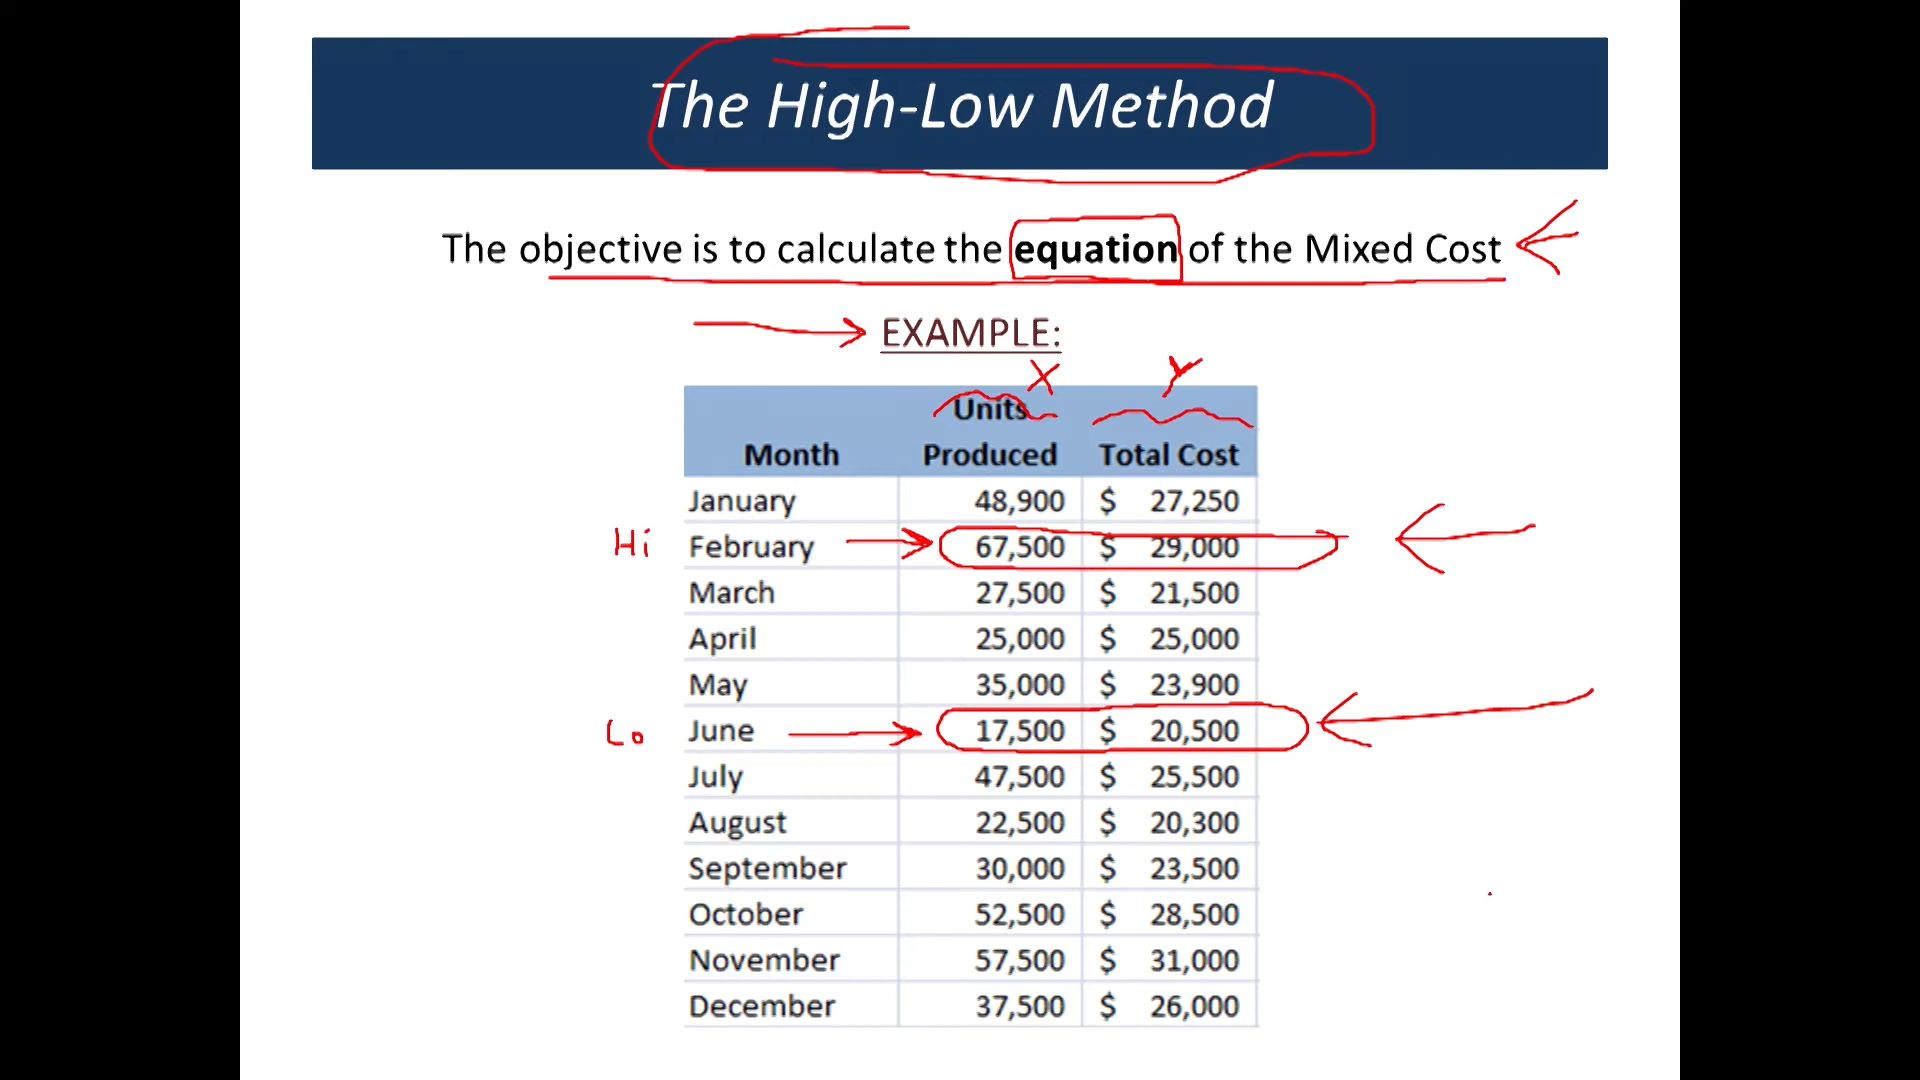 The High-Low Method
The objective is to calculate the equation of the Mixed Cost
EXAMPLE:
X Y
Units
Month Produced Total Cost
January 48,900 $ 27,250
Hi February 67,500 $ 29,000
March 27,500 $ 21,500
April 25,000 $ 25,000
May 35,000 $ 23,900
Lo June 17,500 $ 20,500
July 47,500 $ 25,500
August 22,500 $ 20,300
September 30,000 $ 23,500
October 52,500 $ 28,500
November 57,500 $ 31,000
December 37,500 $ 26,000